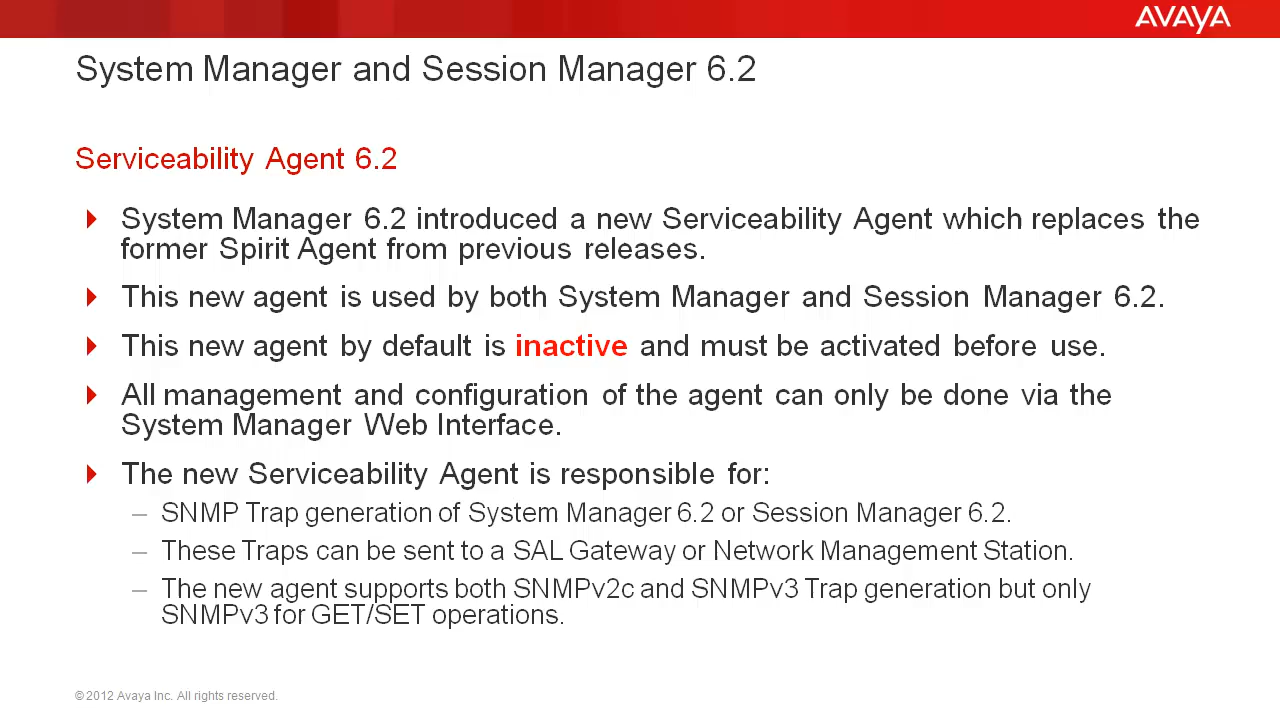 AVAYA
System Manager and Session Manager 6.2
Serviceability Agent 6.2
System Manager 6.2 introduced a new Serviceability Agent which replaces the
former Spirit Agent from previous releases.
This new agent is used by both System Manager and Session Manager 6.2.
This new agent by default is inactive and must be activated before use.
All management and configuration of the agent can only be done via the
System Manager Web Interface.
The new Serviceability Agent is responsible for:
– SNMP Trap generation of System Manager 6.2 or Session Manager 6.2.
– These Traps can be sent to a SAL Gateway or Network Management Station.
– The new agent supports both SNMPv2c and SNMPv3 Trap generation but only
SNMPv3 for GET/SET operations.
© 2012 Avaya Inc. All rights reserved.